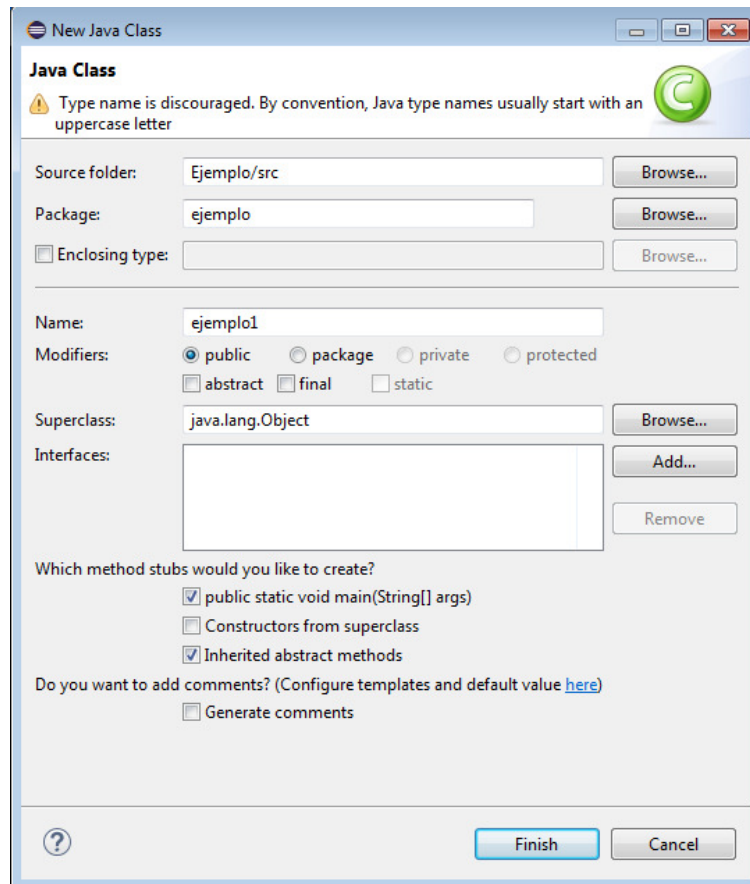 New Java Class
Java Class
Type name is discouraged. By convention, Java type names usually start with an
uppercase letter
Source folder: Ejemplo/src Browse...
Package: ejemplo Browse...
Enclosing type: Browse...
Name: ejemplo1
Modifiers: public package private protected
abstract final static
Superclass: java.lang.Object Browse...
Interfaces: Add...
Remove
Which method stubs would you like to create?
public static void main(String[] args)
Constructors from superclass
Inherited abstract methods
Do you want to add comments? (Configure templates and default value here)
Generate comments
Finish Cancel